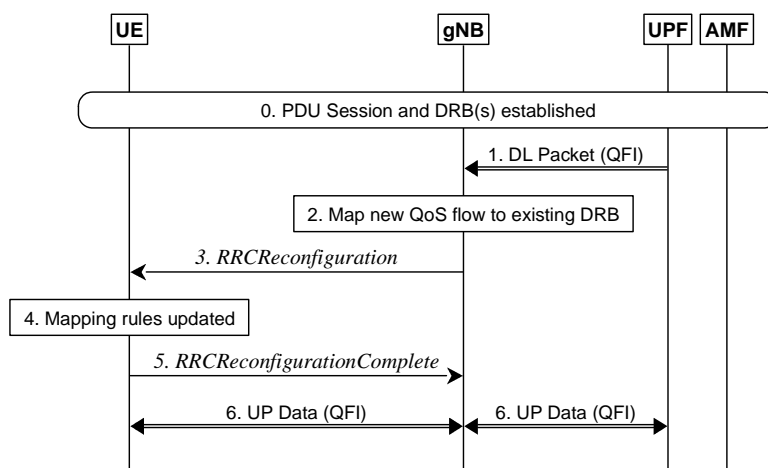 UE gNB UPF AMF
0. PDU Session and DRB(s) established
1. DL Packet (QFI)
2. Map new QoS flow to existing DRB
3. RRCReconfiguration
4. Mapping rules updated
5. RRCReconfigurationComplete
6. UP Data (QFI) 6. UP Data (QFI)